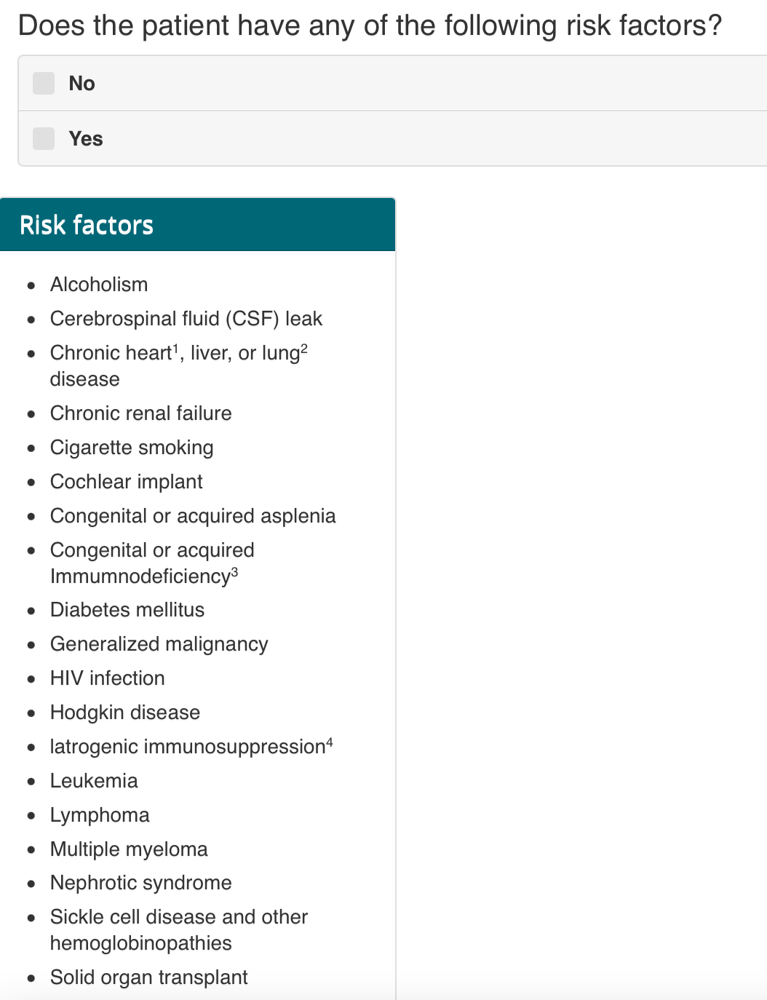 Does the patient have any of the following risk factors?
No
Yes
Risk factors
• Alcoholism
• Cerebrospinal fluid (CSF) leak
• Chronic heart¹, liver, or lung²
disease
• Chronic renal failure
• Cigarette smoking
• Cochlear implant
• Congenital or acquired asplenia
• Congenital or acquired
Immumnodeficiency³
• Diabetes mellitus
• Generalized malignancy
• HIV infection
• Hodgkin disease
• Iatrogenic immunosuppression⁴
• Leukemia
• Lymphoma
• Multiple myeloma
• Nephrotic syndrome
• Sickle cell disease and other
hemoglobinopathies
• Solid organ transplant